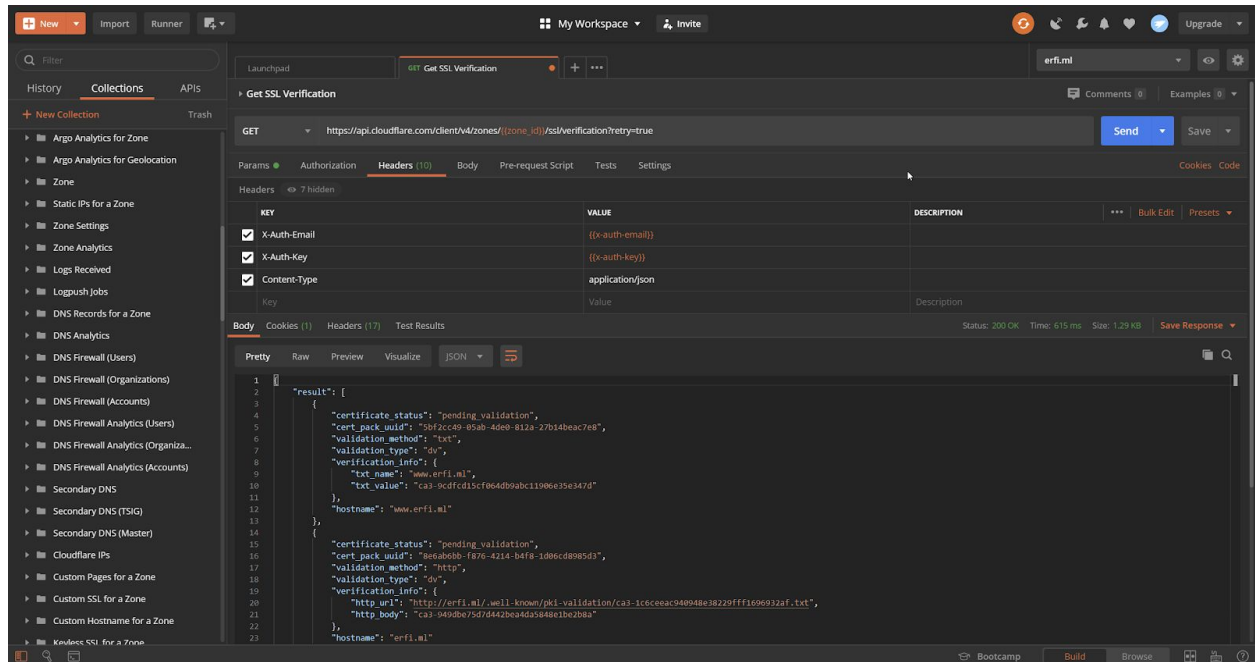 New Import Runner My Workspace Invite Upgrade
Filter
History Collections APIs
+ New Collection Trash
Argo Analytics for Zone
Argo Analytics for Geolocation
Zone
Static IPs for a Zone
Zone Settings
Zone Analytics
Logs Received
Logpush Jobs
DNS Records for a Zone
DNS Analytics
DNS Firewall (Users)
DNS Firewall (Organizations)
DNS Firewall (Accounts)
DNS Firewall Analytics (Users)
DNS Firewall Analytics (Organiza...
DNS Firewall Analytics (Accounts)
Secondary DNS
Secondary DNS (TSIG)
Secondary DNS (Master)
Cloudflare IPs
Custom Pages for a Zone
Custom SSL for a Zone
Custom Hostname for a Zone
Keyless SSL for a Zone
Launchpad GET Get SSL Verification + ••• erfi.ml
Get SSL Verification Comments 0 Examples 0
GET https://api.cloudflare.com/client/v4/zones/{{zone_id}}/ssl/verification?retry=true Send Save
Params Authorization Headers (10) Body Pre-request Script Tests Settings Cookies Code
Headers 7 hidden
KEY VALUE DESCRIPTION ••• Bulk Edit Presets
X-Auth-Email {{x-auth-email}}
X-Auth-Key {{x-auth-key}}
Content-Type application/json
Key Value Description
Body Cookies (1) Headers (17) Test Results Status: 200 OK Time: 615 ms Size: 1.29 KB Save Response
Pretty Raw Preview Visualize JSON
1 {
2 "result": [
3 {
4 "certificate_status": "pending_validation",
5 "cert_pack_uuid": "5bf2cc49-05ab-4de0-812a-27b14beac7e8",
6 "validation_method": "txt",
7 "validation_type": "dv",
8 "verification_info": {
9 "txt_name": "www.erfi.ml",
10 "txt_value": "ca3-9cdfcd15cf064db9abc11906e35e347d"
11 },
12 "hostname": "www.erfi.ml"
13 },
14 {
15 "certificate_status": "pending_validation",
16 "cert_pack_uuid": "8e6ab6bb-f876-4214-b4f8-1d06cd8985d3",
17 "validation_method": "http",
18 "validation_type": "dv",
19 "verification_info": {
20 "http_url": "http://erfi.ml/.well-known/pki-validation/ca3-1c6ceeac940948e38229fff1696932af.txt",
21 "http_body": "ca3-949dbe75d7d442bea4da5848e1be2b8a"
22 },
23 "hostname": "erfi.ml"
Bootcamp Build Browse